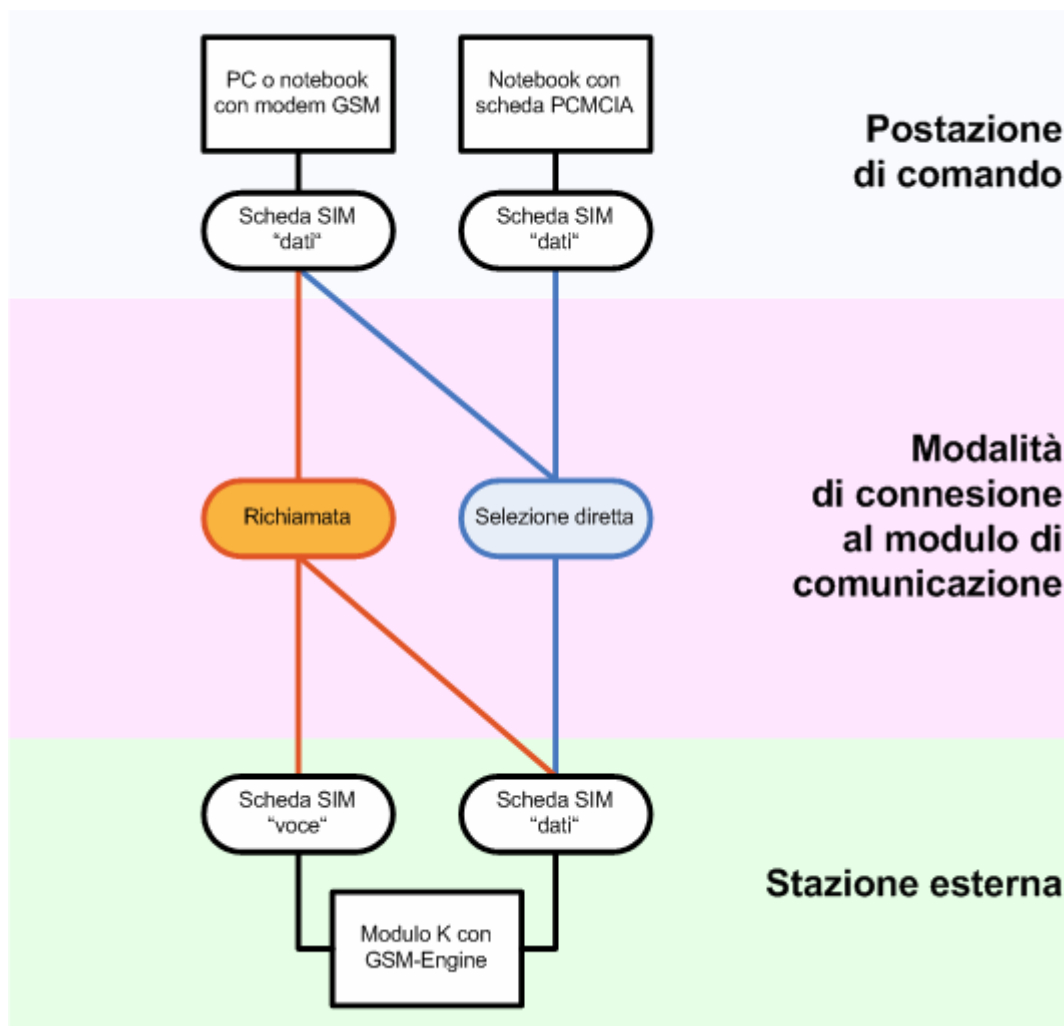 PC o notebook
con modem GSM
Notebook con
scheda PCMCIA
Postazione
di comando
Scheda SIM
“dati“
Scheda SIM
“dati“
Modalità
di connesione
al modulo di
comunicazione
Richiamata
Selezione diretta
Scheda SIM
“voce“
Scheda SIM
“dati“
Stazione esterna
Modulo K con
GSM-Engine